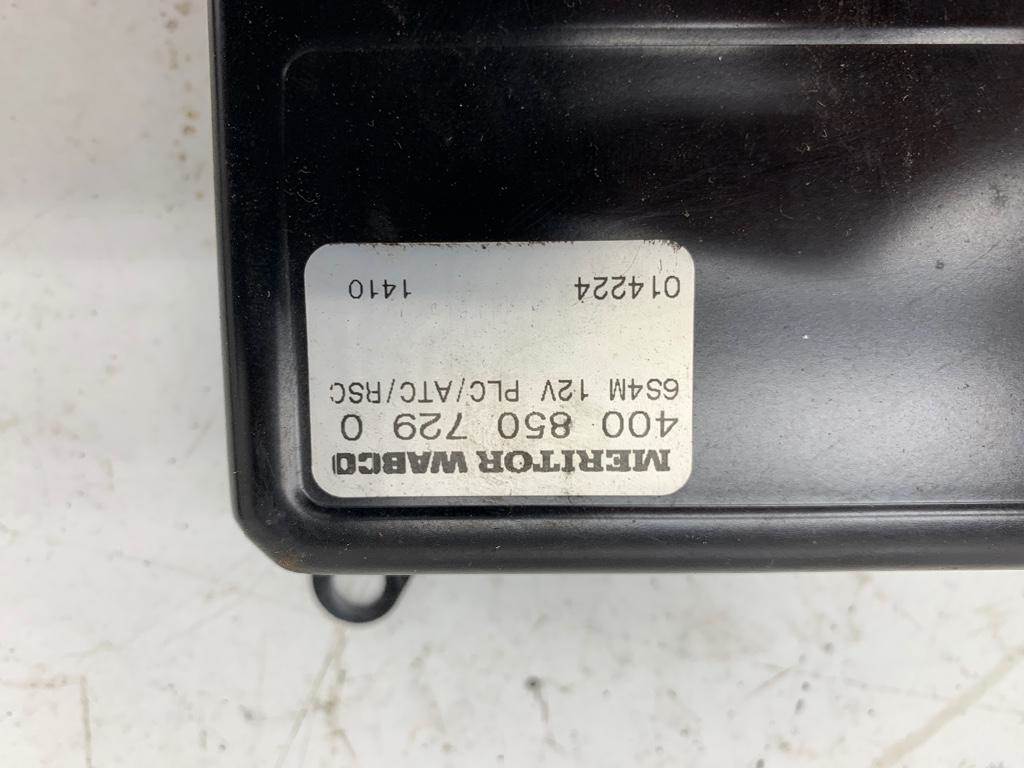 MERITOR WABCO
400 850 729 0
6S4M 12V PLC/ATC/RSC
014224 1410